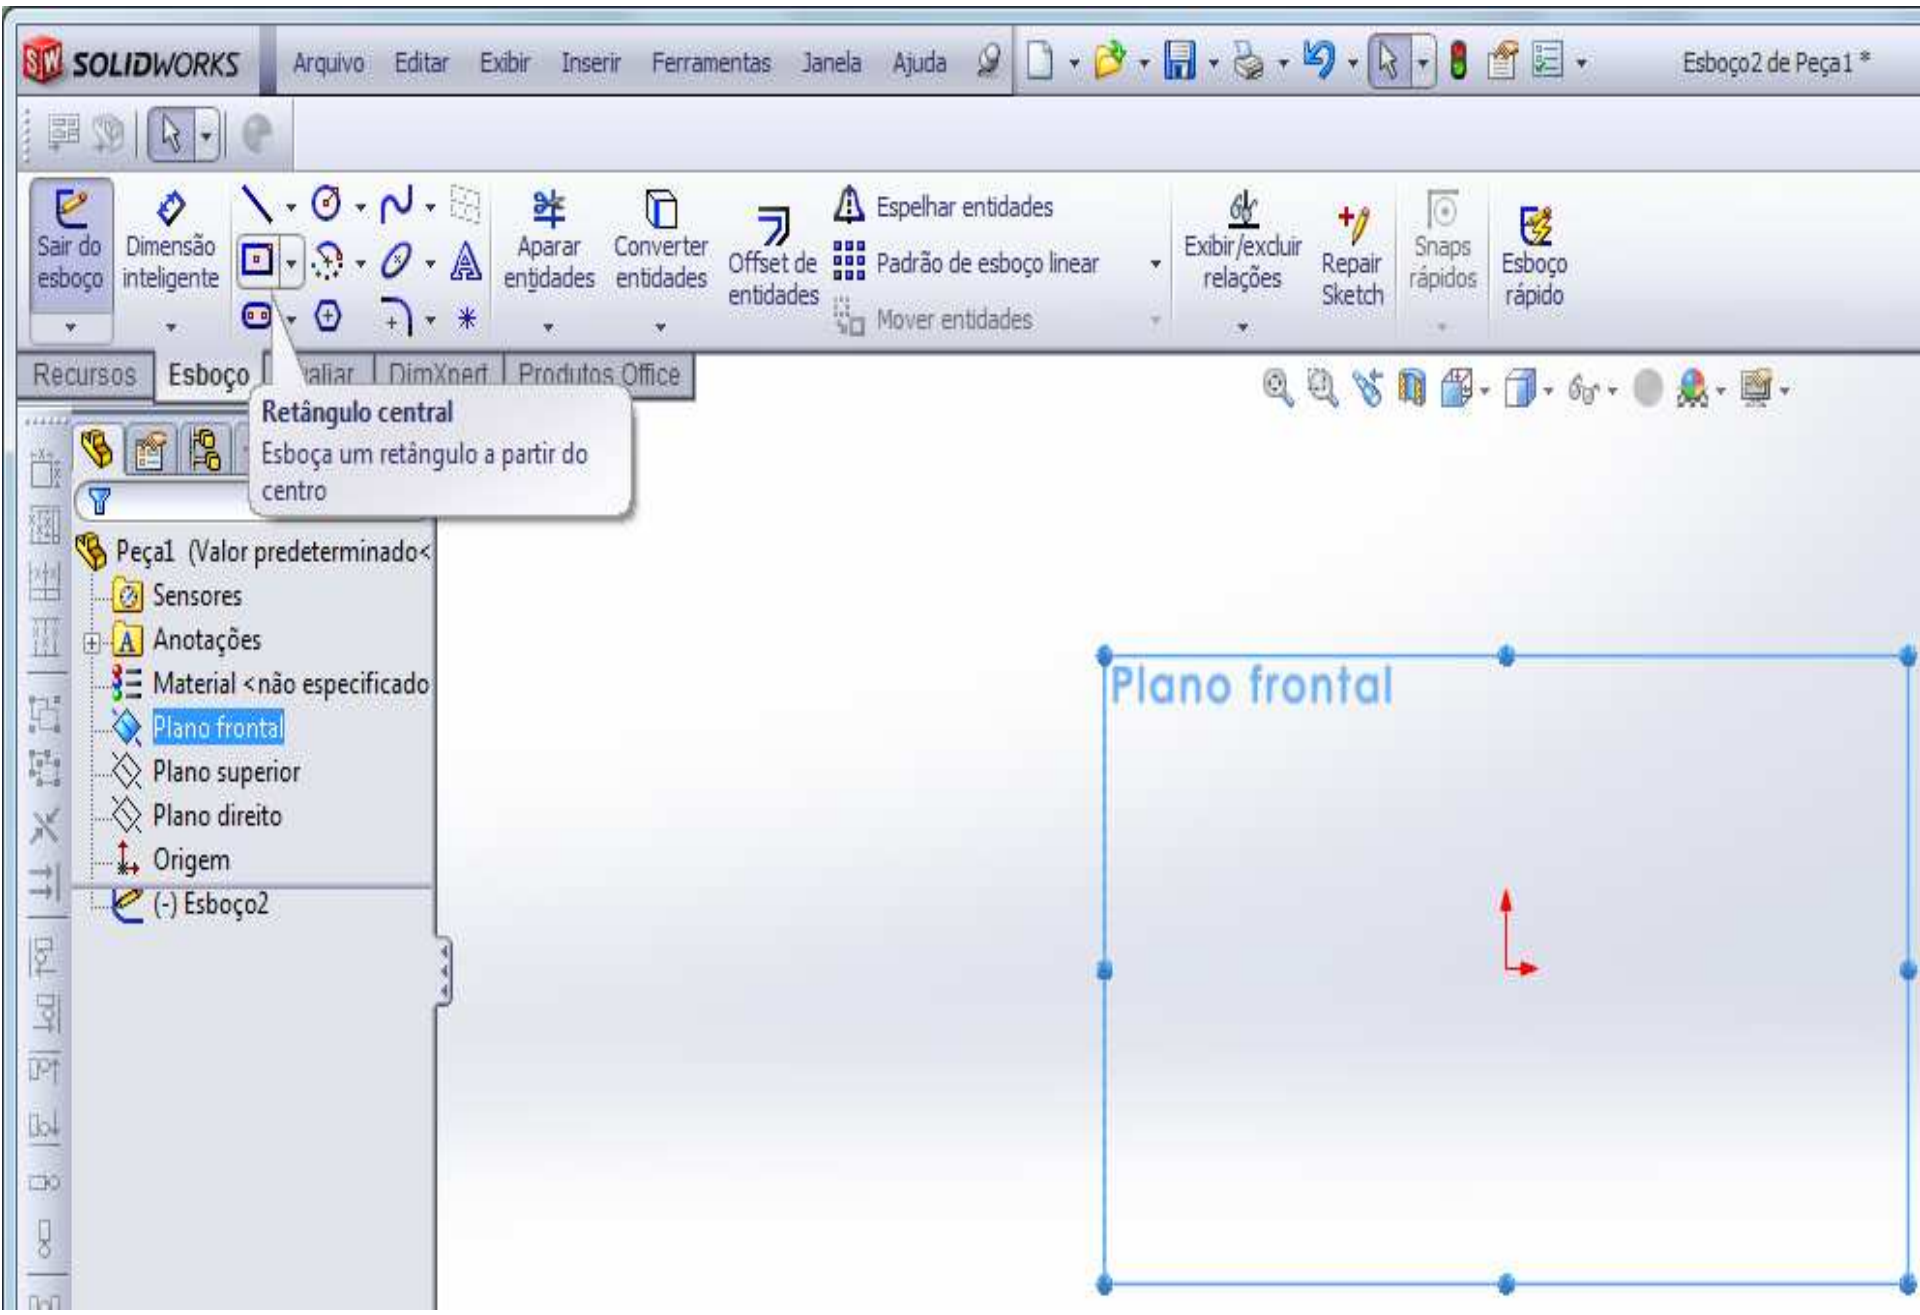 SOLIDWORKS Arquivo Editar Exibir Inserir Ferramentas Janela Ajuda Esboço2 de Peça1 *
Sair do
esboço
Dimensão
inteligente
Aparar
entidades
Converter
entidades
Offset de
entidades
Espelhar entidades
Padrão de esboço linear
Mover entidades
Exibir/excluir
relações
Repair
Sketch
Snaps
rápidos
Esboço
rápido
Recursos Esboço DimXpert Produtos Office
Retângulo central
Esboça um retângulo a partir do
centro
Peça1 (Valor predeterminado<
Sensores
Anotações
Material <não especificado
Plano frontal
Plano superior
Plano direito
Origem
(-) Esboço2
Plano frontal